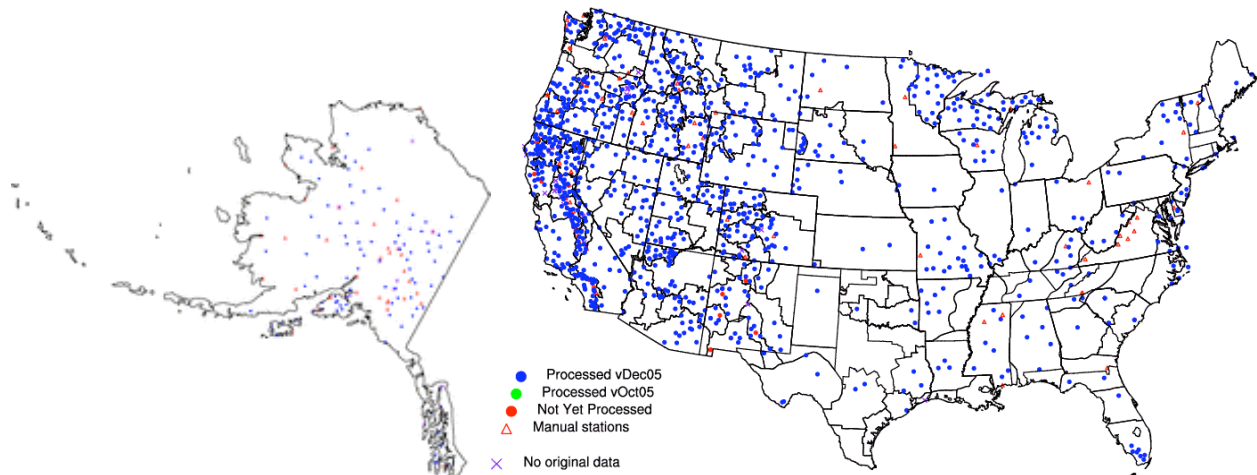 Processed vDec05
Processed vOct05
Not Yet Processed
Manual stations
No original data